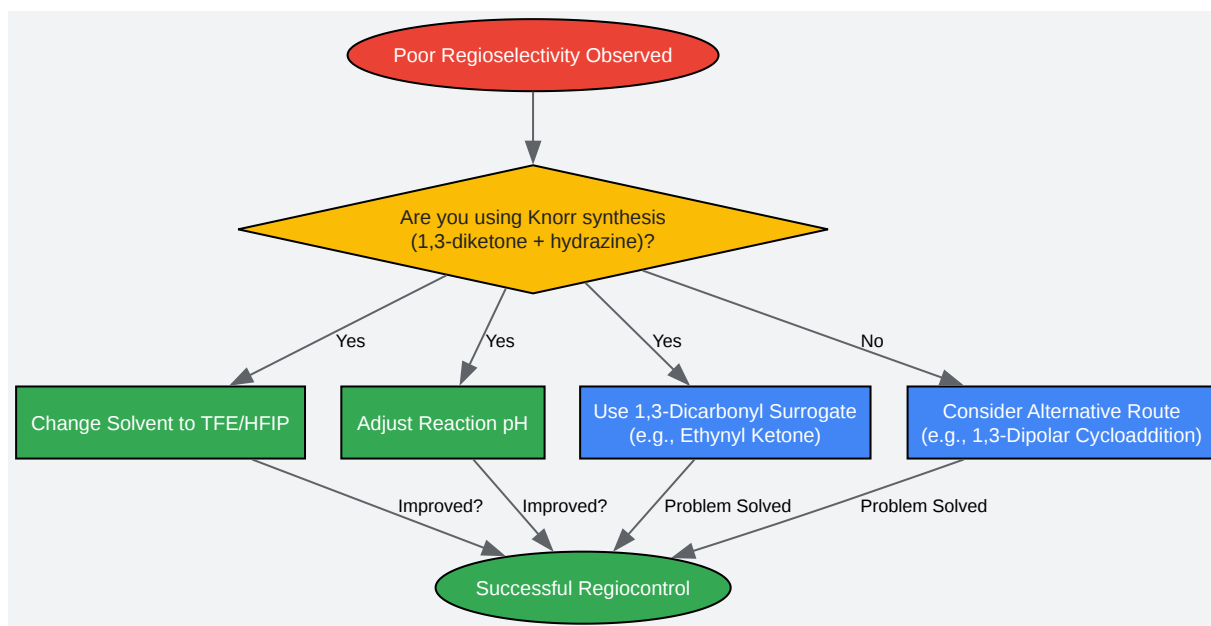 Poor Regioselectivity Observed
Are you using Knorr synthesis
(1,3-diketone + hydrazine)?
Yes
Yes
Yes
No
Change Solvent to TFE/HFIP
Adjust Reaction pH
Use 1,3-Dicarbonyl Surrogate
(e.g., Ethynyl Ketone)
Consider Alternative Route
(e.g., 1,3-Dipolar Cycloaddition)
Improved?
Improved?
Problem Solved
Problem Solved
Successful Regiocontrol